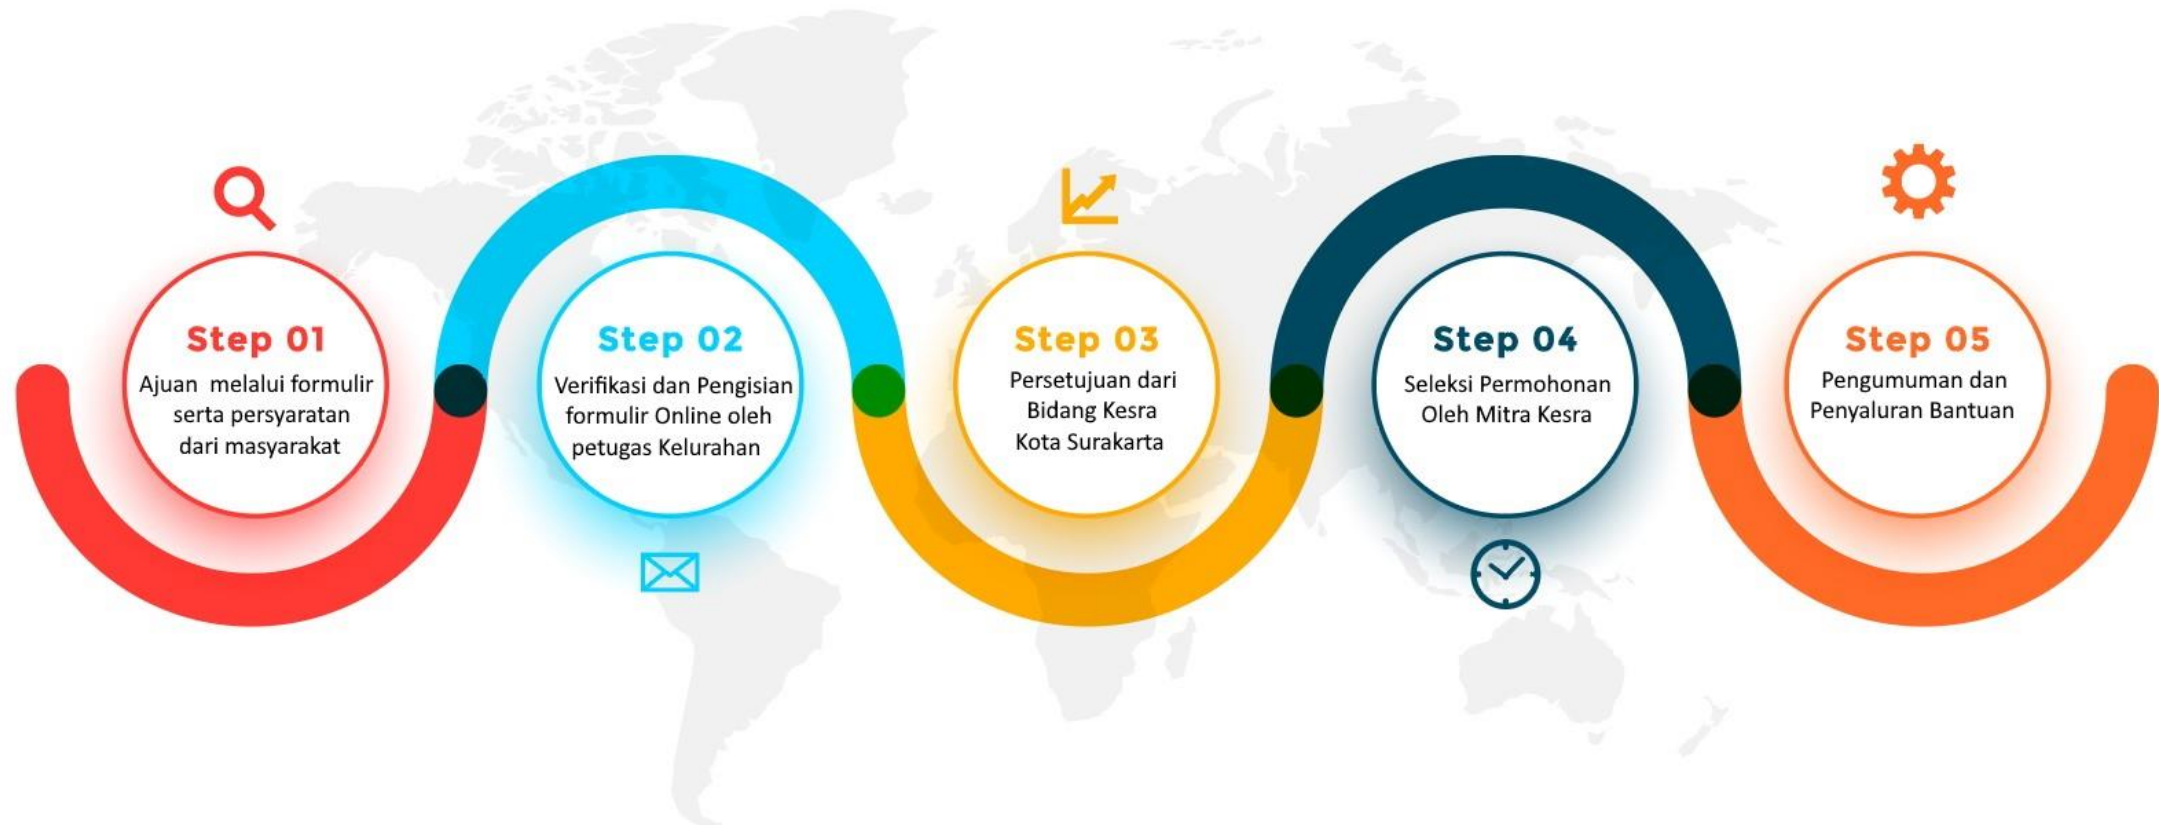 Step 01
Ajuan melalui formulir
serta persyaratan
dari masyarakat
Step 02
Verifikasi dan Pengisian
formulir Online oleh
petugas Kelurahan
Step 03
Persetujuan dari
Bidang Kesra
Kota Surakarta
Step 04
Seleksi Permohonan
Oleh Mitra Kesra
Step 05
Pengumuman dan
Penyaluran Bantuan